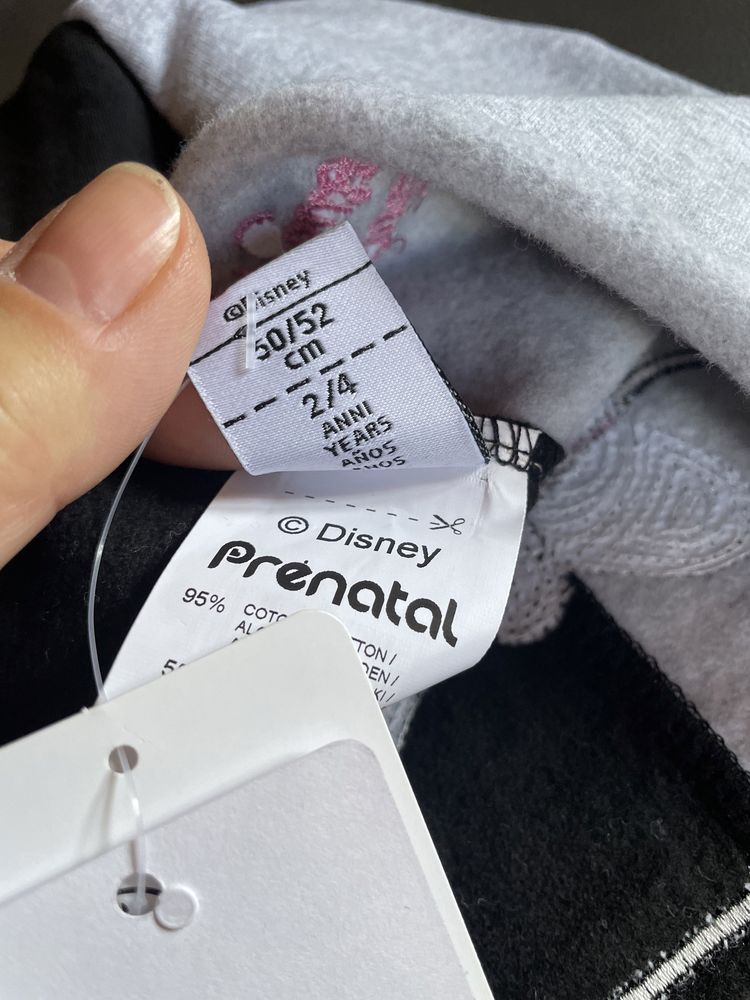 © Disney
50/52
cm
2/4
ANNI
YEARS
AÑOS
© Disney
Prénatal
95%